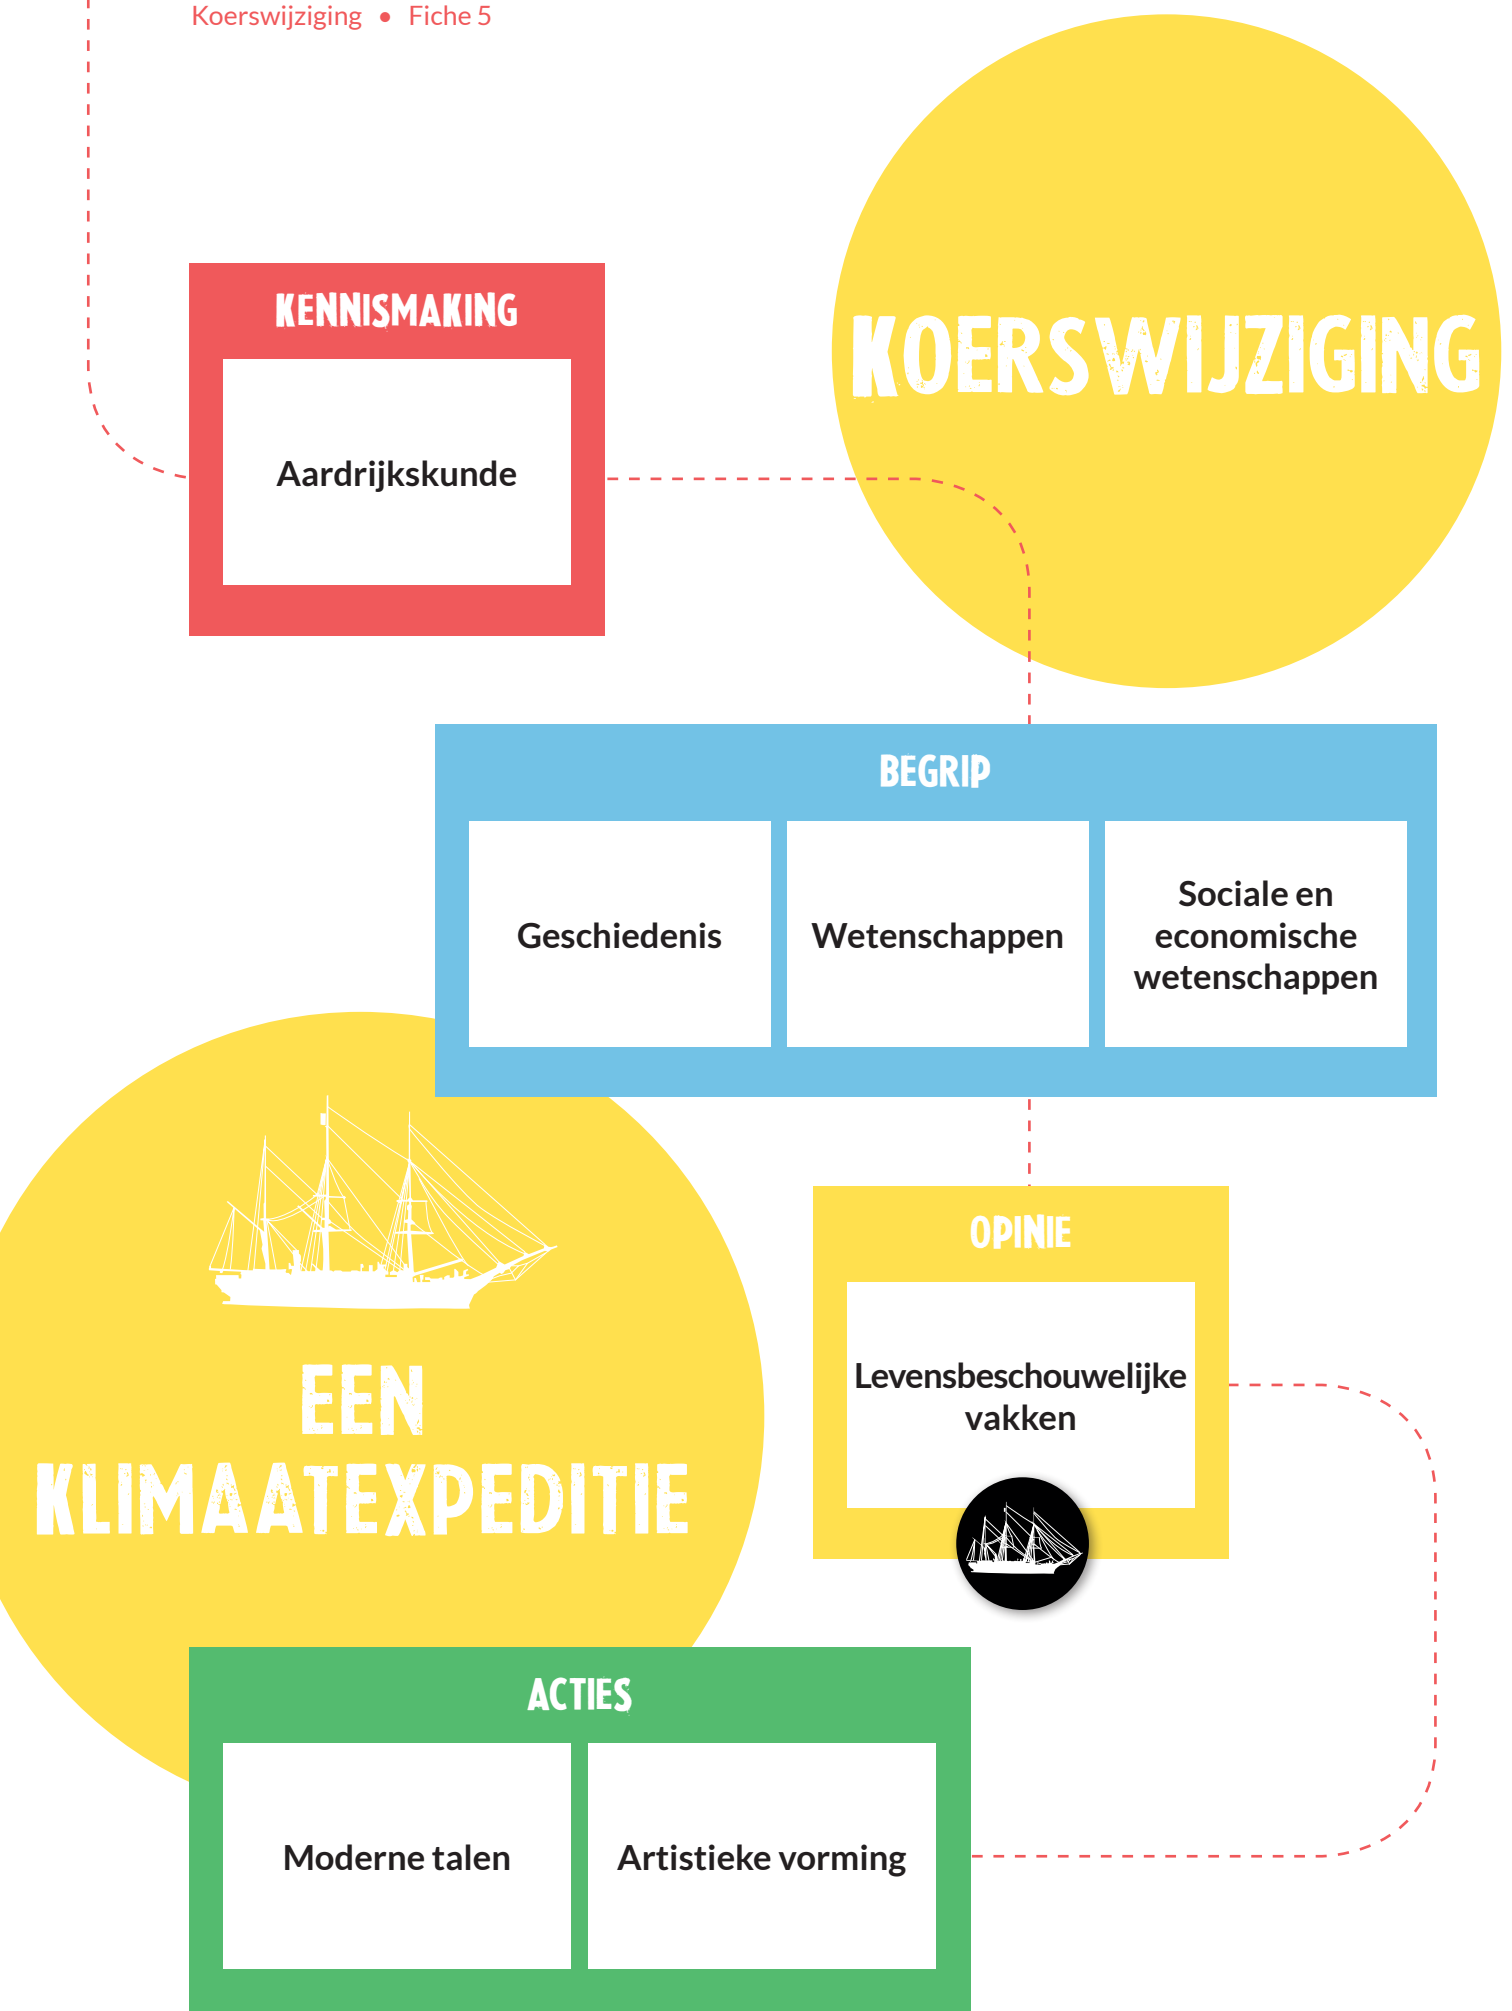 Koerswijziging • Fiche 5
KOERSWIJZIGING
KENNISMAKING
Aardrijkskunde
BEGRIP
Geschiedenis
Wetenschappen
Sociale en
economische
wetenschappen
OPINIE
Levensbeschouwelijke
vakken
EEN
KLIMAATEXPEDITIE
ACTIES
Moderne talen
Artistieke vorming